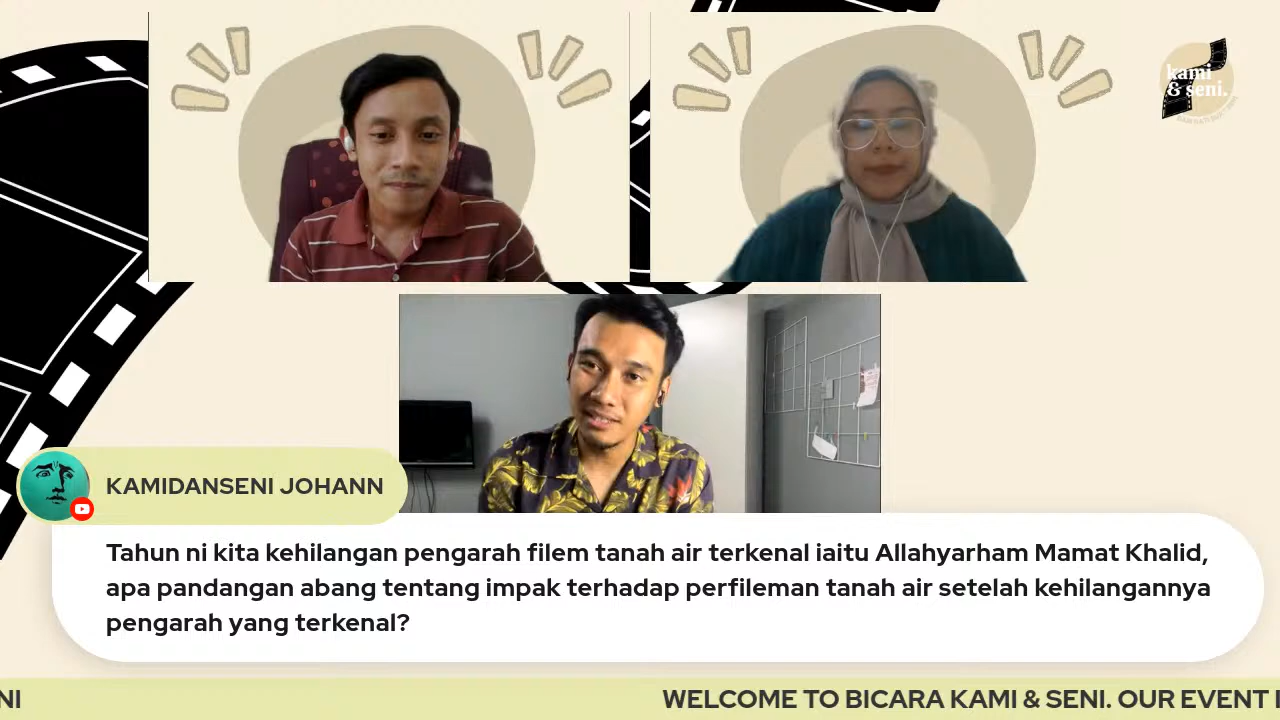 kami
& seni.
KAMIDANSENI JOHANN
Tahun ni kita kehilangan pengarah filem tanah air terkenal iaitu Allahyarham Mamat Khalid,
apa pandangan abang tentang impak terhadap perfileman tanah air setelah kehilangannya
pengarah yang terkenal?
NI
WELCOME TO BICARA KAMI & SENI. OUR EVENT